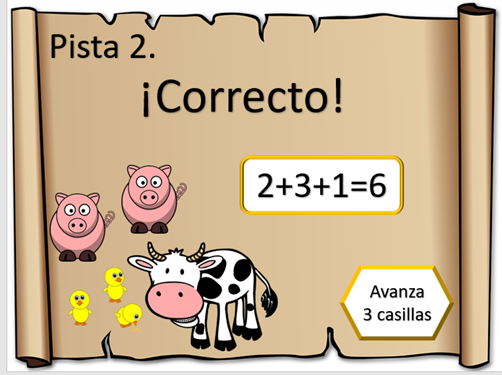 Pista 2.
¡Correcto!
2+3+1=6
Avanza
3 casillas